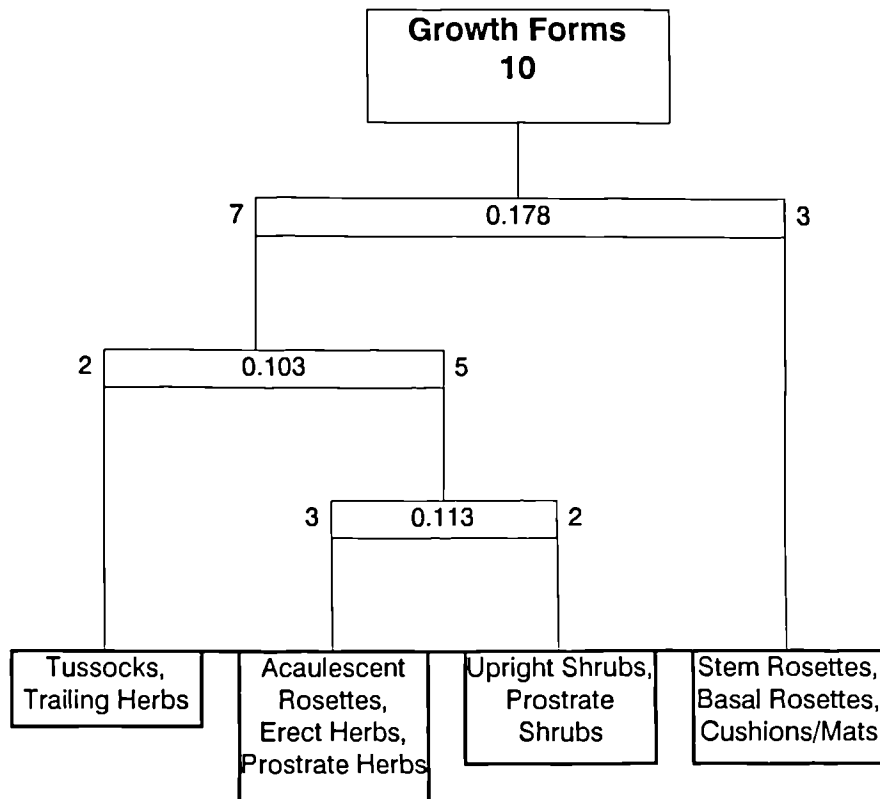 Growth Forms
10
7 0.178 3
2 0.103 5
3 0.113 2
Tussocks,
Trailing Herbs
Acaulescent
Rosettes,
Erect Herbs,
Prostrate Herbs
Upright Shrubs,
Prostrate
Shrubs
Stem Rosettes,
Basal Rosettes,
Cushions/Mats